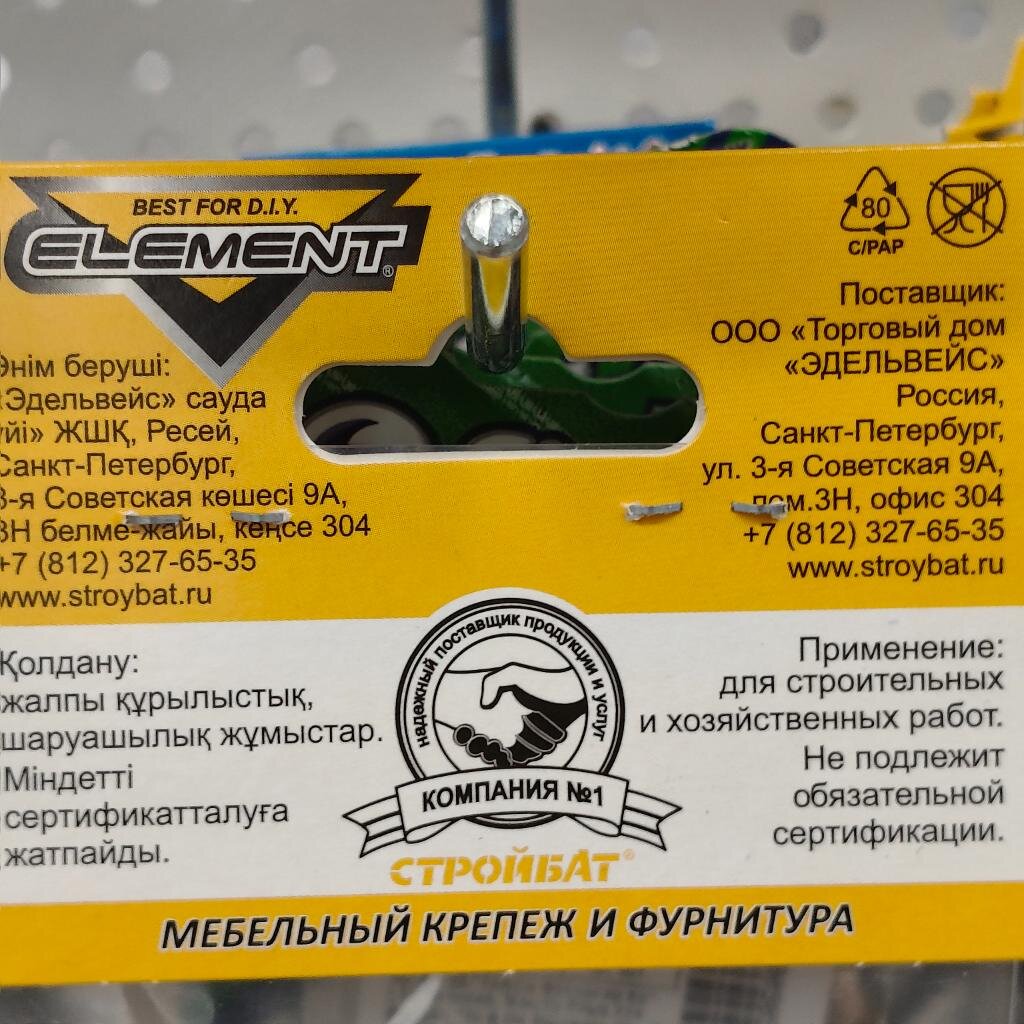 BEST FOR D.I.Y.
ELEMENT®
80
C/PAP
Поставщик:
ООО «Торговый дом
«ЭДЕЛЬВЕЙС»
Россия,
Санкт-Петербург,
ул. 3-я Советская 9А,
пом.3Н, офис 304
+7 (812) 327-65-35
www.stroybat.ru
Өнім беруші:
«Эдельвейс» сауда
үйі» ЖШҚ, Ресей,
Санкт-Петербург,
3-я Советская көшесі 9А,
3Н белме-жайы, кеңсе 304
+7 (812) 327-65-35
www.stroybat.ru
Қолдану:
жалпы құрылыстық,
шаруашылық жұмыстар.
Міндетті
сертификатталуға
жатпайды.
надежный поставщик продукции и услуг
КОМПАНИЯ №1
СТРОЙБАТ®
Применение:
для строительных
и хозяйственных работ.
Не подлежит
обязательной
сертификации.
МЕБЕЛЬНЫЙ КРЕПЕЖ И ФУРНИТУРА